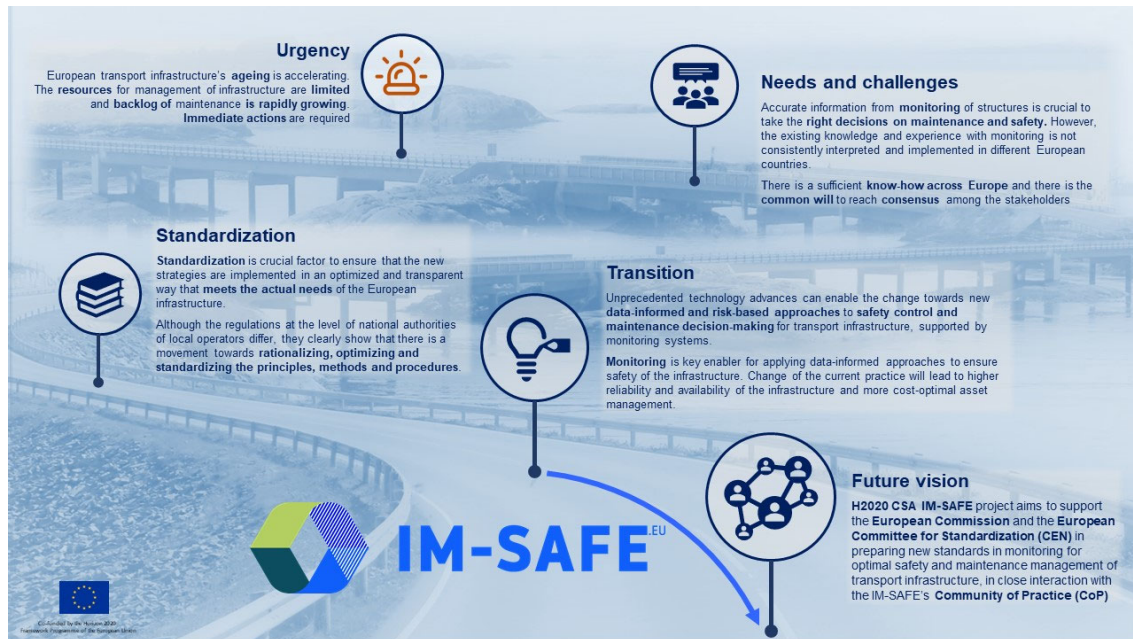 Urgency
European transport infrastructure's ageing is accelerating.
The resources for management of infrastructure are limited
and backlog of maintenance is rapidly growing.
Immediate actions are required
Needs and challenges
Accurate information from monitoring of structures is crucial to
take the right decisions on maintenance and safety. However,
the existing knowledge and experience with monitoring is not
consistently interpreted and implemented in different European
countries.
There is a sufficient know-how across Europe and there is the
common will to reach consensus among the stakeholders
Standardization
Standardization is crucial factor to ensure that the new
strategies are implemented in an optimized and transparent
way that meets the actual needs of the European
infrastructure.
Although the regulations at the level of national authorities
of local operators differ, they clearly show that there is a
movement towards rationalizing, optimizing and
standardizing the principles, methods and procedures.
Transition
Unprecedented technology advances can enable the change towards new
data-informed and risk-based approaches to safety control and
maintenance decision-making for transport infrastructure, supported by
monitoring systems.
Monitoring is key enabler for applying data-informed approaches to ensure
safety of the infrastructure. Change of the current practice will lead to higher
reliability and availability of the infrastructure and more cost-optimal asset
management.
Future vision
H2020 CSA IM-SAFE project aims to support
the European Commission and the European
Committee for Standardization (CEN) in
preparing new standards in monitoring for
optimal safety and maintenance management of
transport infrastructure, in close interaction with
the IM-SAFE's Community of Practice (CoP)
IM-SAFE.EU
Co-funded by the Horizon 2020
Framework Programme of the European Union